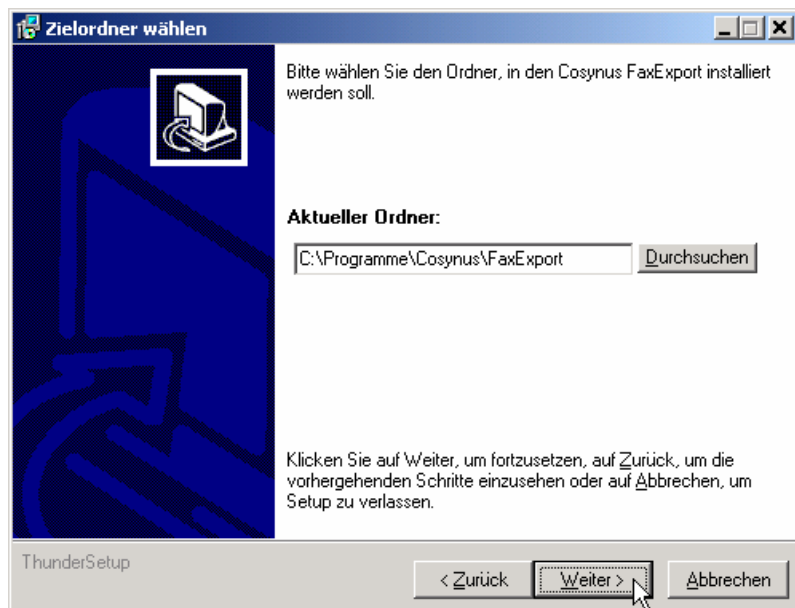 Zielordner wählen
Bitte wählen Sie den Ordner, in den Cosynus FaxExport installiert
werden soll.
Aktueller Ordner:
C:\Programme\Cosynus\FaxExport
Durchsuchen
Klicken Sie auf Weiter, um fortzusetzen, auf Zurück, um die
vorhergehenden Schritte einzusehen oder auf Abbrechen, um
Setup zu verlassen.
ThunderSetup
< Zurück
Weiter >
Abbrechen